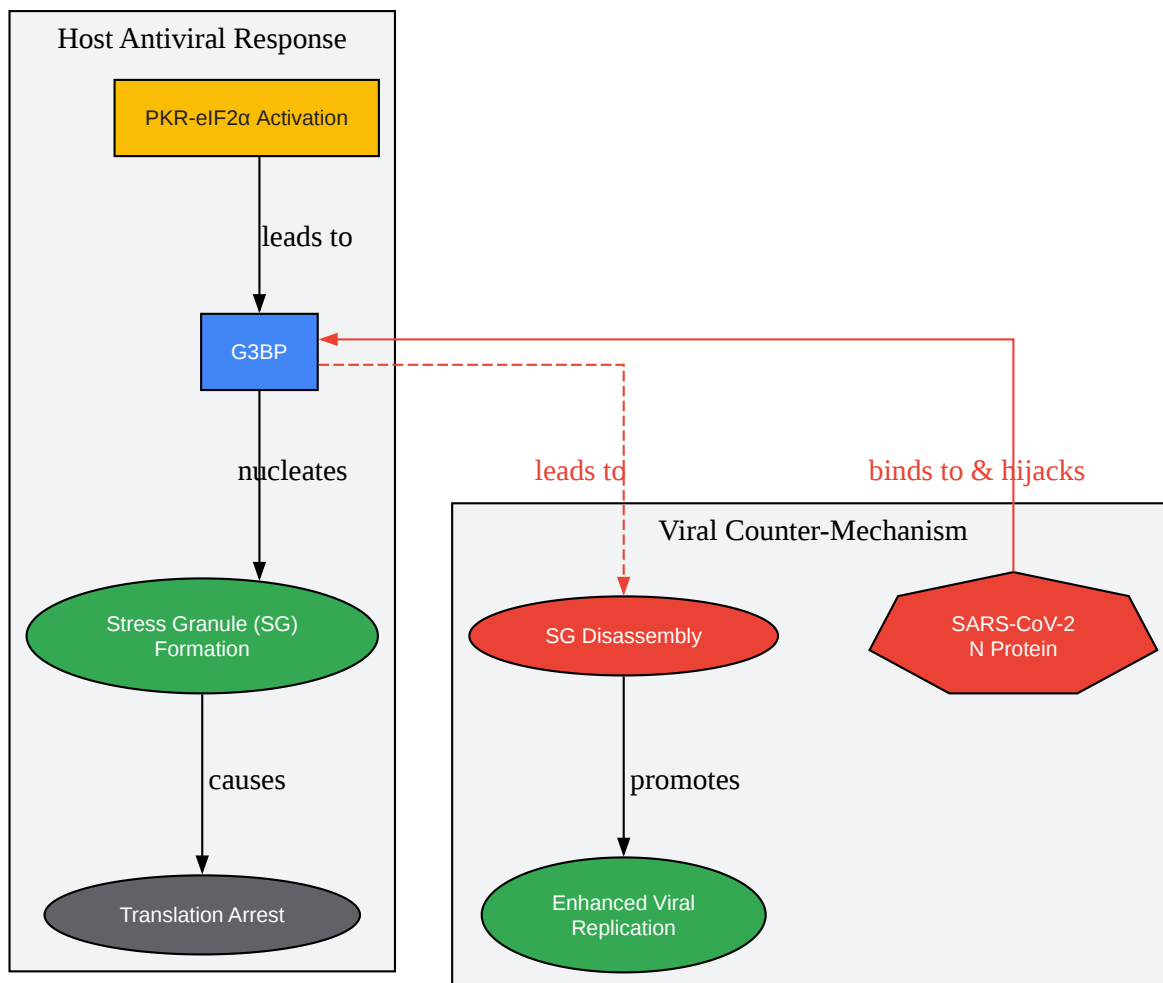 Host Antiviral Response
PKR-eIF2α Activation
leads to
G3BP
nucleates
leads to
binds to & hijacks
Viral Counter-Mechanism
Stress Granule (SG)
Formation
SG Disassembly
SARS-CoV-2
N Protein
causes
promotes
Translation Arrest
Enhanced Viral
Replication